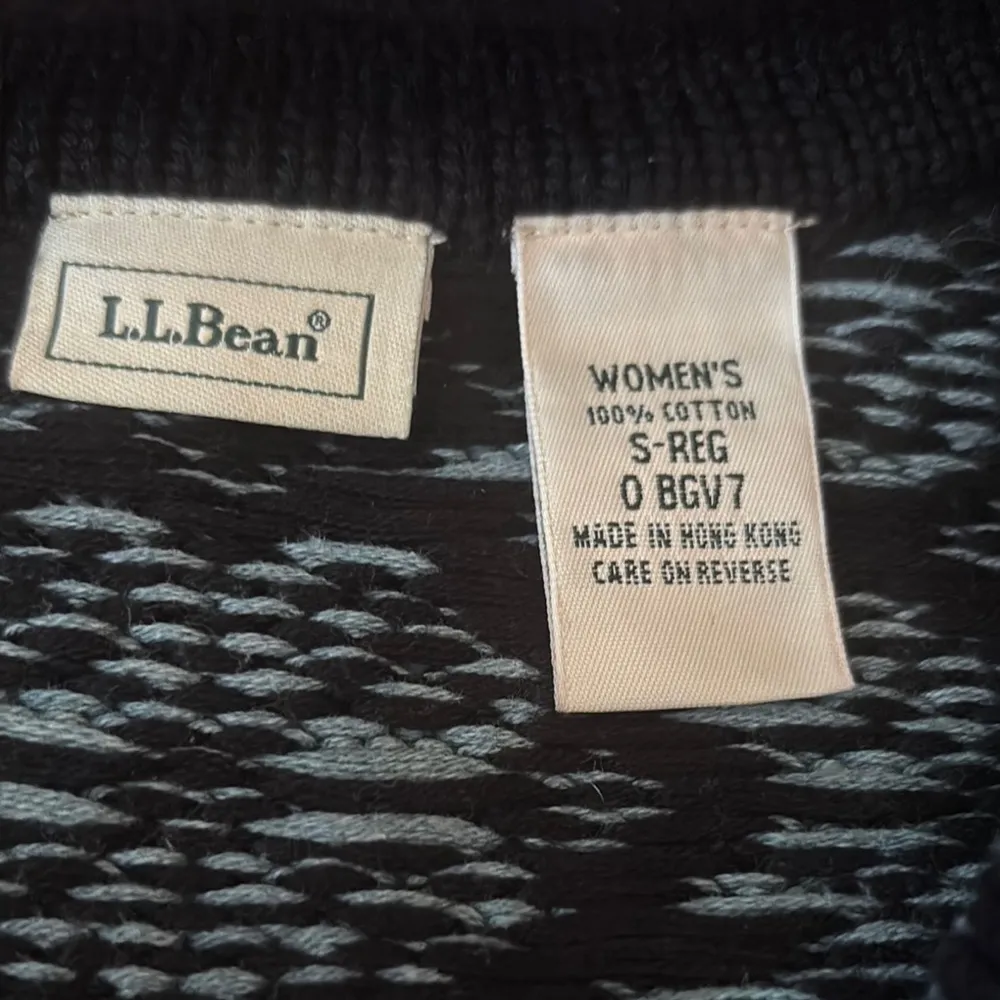 L.L.Bean®
WOMEN'S
100% COTTON
S-REG
0 BGV7
MADE IN HONG KONG
CARE ON REVERSE